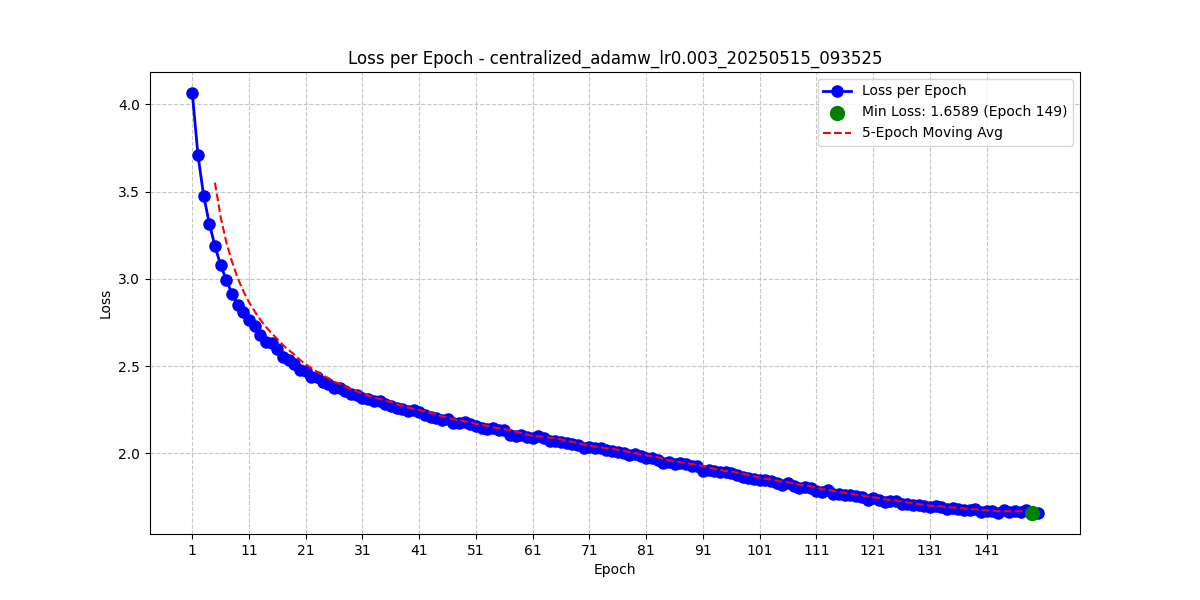 Loss per Epoch - centralized_adamw_lr0.003_20250515_093525
Loss per Epoch
Min Loss: 1.6589 (Epoch 149)
5-Epoch Moving Avg
4.0
3.5
3.0
2.5
2.0
Loss
1 11 21 31 41 51 61 71 81 91 101 111 121 131 141
Epoch